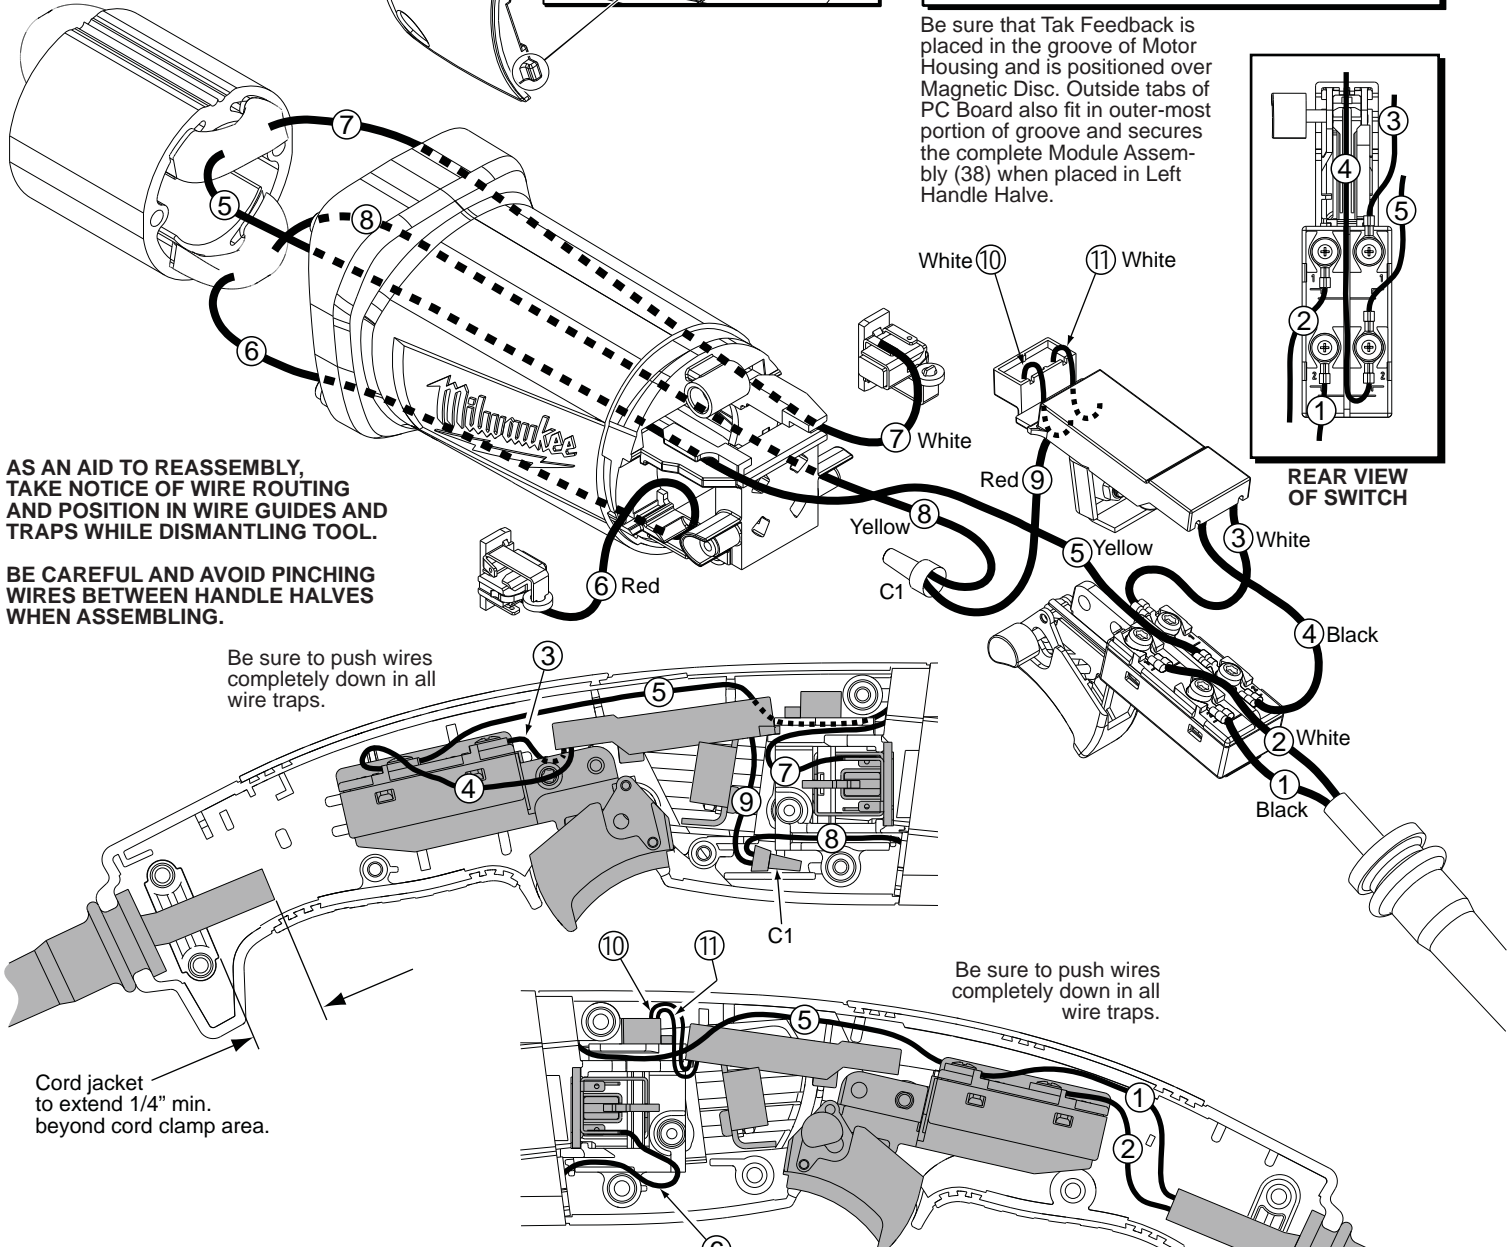 Be sure that Tak Feedback is
placed in the groove of Motor
Housing and is positioned over
Magnetic Disc. Outside tabs of
PC Board also fit in outer-most
portion of groove and secures
the complete Module Assem-
bly (38) when placed in Left
Handle Halve.
3
4
5
2
1
REAR VIEW
OF SWITCH
1
1
2
2
7
5
8
6
Milwaukee
White 10
11 White
7 White
Red 9
Yellow 8
C1
5 Yellow
3 White
4 Black
2 White
1
Black
6 Red
AS AN AID TO REASSEMBLY,
TAKE NOTICE OF WIRE ROUTING
AND POSITION IN WIRE GUIDES AND
TRAPS WHILE DISMANTLING TOOL.
BE CAREFUL AND AVOID PINCHING
WIRES BETWEEN HANDLE HALVES
WHEN ASSEMBLING.
Be sure to push wires
completely down in all
wire traps.
3
5
4
7
9
8
C1
Cord jacket
to extend 1/4” min.
beyond cord clamp area.
10
11
5
1
2
6
Be sure to push wires
completely down in all
wire traps.